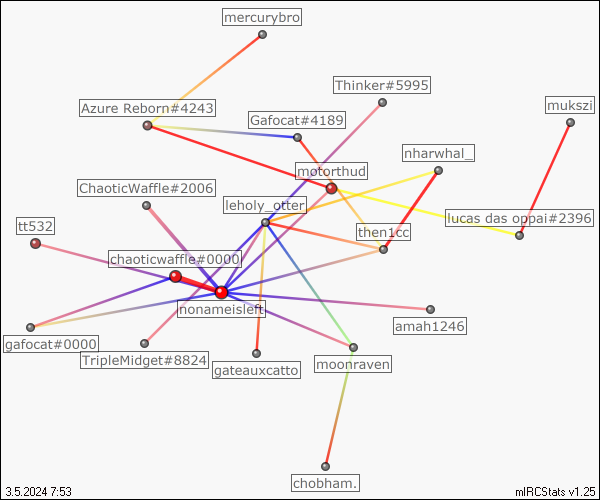 mercurybro
Thinker#5995
Azure Reborn#4243
mukszi
Gafocat#4189
nharwhal_
motorthud
ChaoticWaffle#2006
leholy_otter
lucas das oppai#2396
tt532
then1cc
chaoticwaffle#0000
nonameisleft
amah1246
gafocat#0000
TripleMidget#8824
moonraven
gateauxcatto
chobham.
3.5.2024 7:53
mIRCStats v1.25